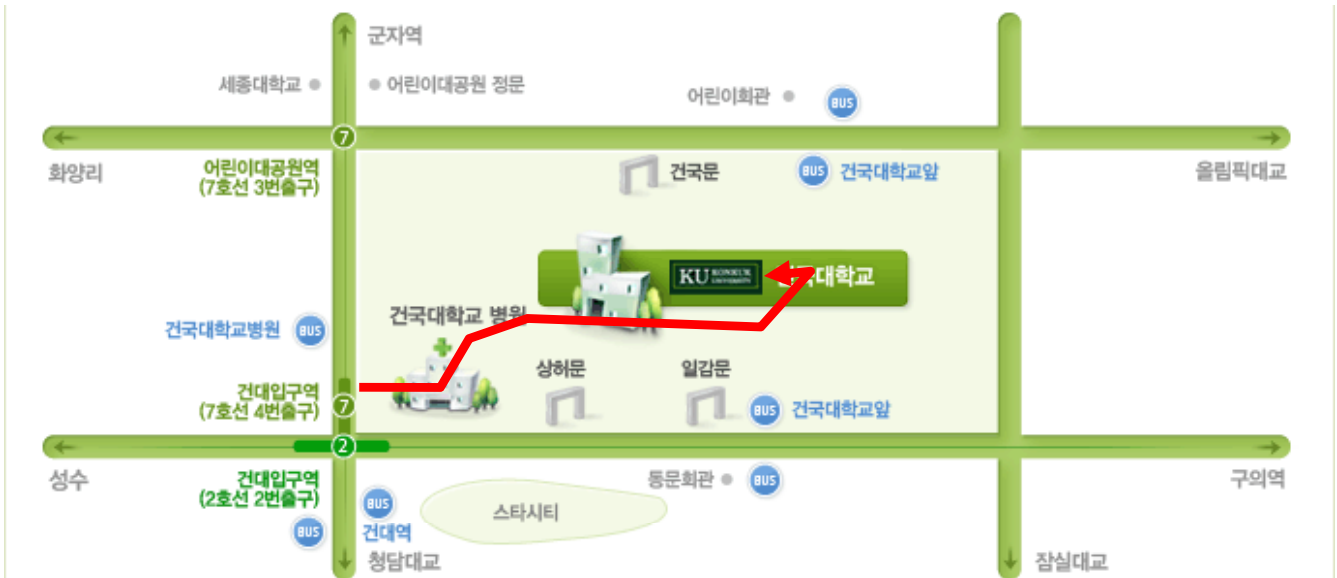 군자역
세종대학교
어린이대공원 정문
어린이회관
BUS
7
화양리
어린이대공원역
(7호선 3번출구)
건국문
BUS 건국대학교앞
올림픽대교
KU KONKUK
UNIVERSITY
국대학교
건국대학교 병원
건국대학교병원 BUS
상허문
일감문
건대입구역
(7호선 4번출구)
7
BUS 건국대학교앞
2
성수
건대입구역
(2호선 2번출구)
동문회관
BUS
구의역
BUS
건대역
BUS
스타시티
청담대교
잠실대교